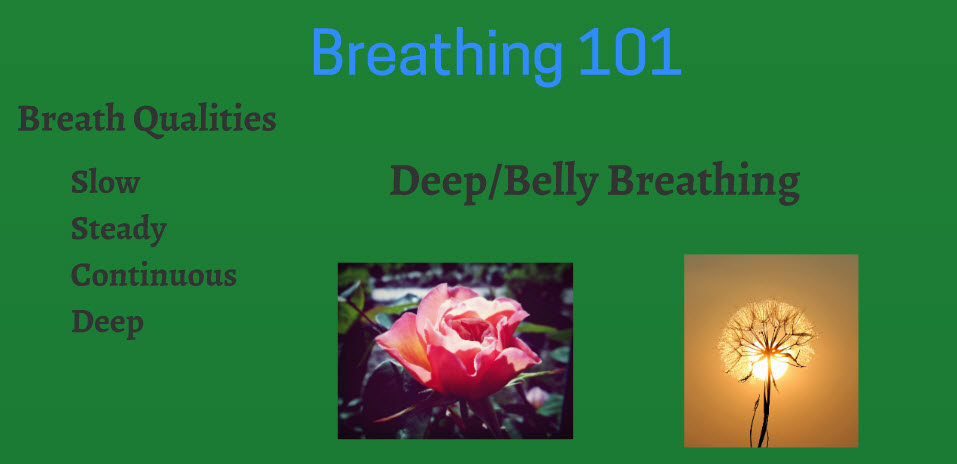 Breathing 101
Breath Qualities
Slow
Steady
Continuous
Deep
Deep/Belly Breathing